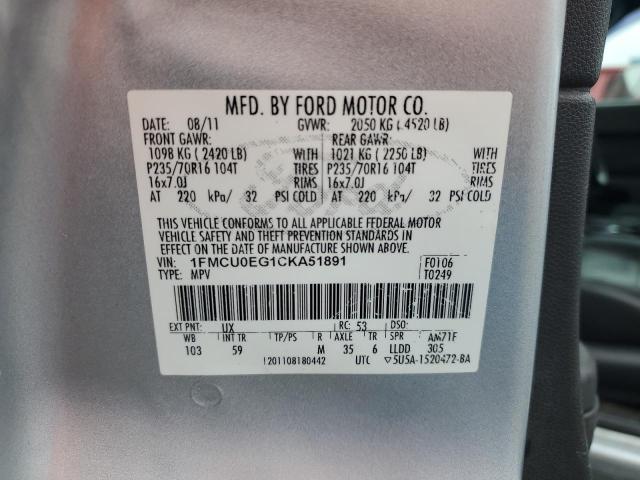 MFD. BY FORD MOTOR CO.
DATE: 08/11 GVWR: 2050 KG ( 4520 LB)
FRONT GAWR: REAR GAWR:
1098 KG ( 2420 LB) WITH 1021 KG ( 2250 LB) WITH
P235/70R16 104T TIRES P235/70R16 104T TIRES
16x7.0J RIMS 16x7.0J RIMS
AT 220 kPa/ 32 PSI COLD AT 220 kPa/ 32 PSI COLD
THIS VEHICLE CONFORMS TO ALL APPLICABLE FEDERAL MOTOR
VEHICLE SAFETY AND THEFT PREVENTION STANDARDS IN EFFECT
ON THE DATE OF MANUFACTURE SHOWN ABOVE.
VIN: 1FMCU0EG1CKA51891 F0106
TYPE: MPV T0249
EXT PNT: UX RC: 53 DSO:
WB INT TR TP/PS R AXLE TR SPR AM71F
103 59 M 35 6 LLDD 305
1201108180442 UTC ▽5U5A-1520472-BA